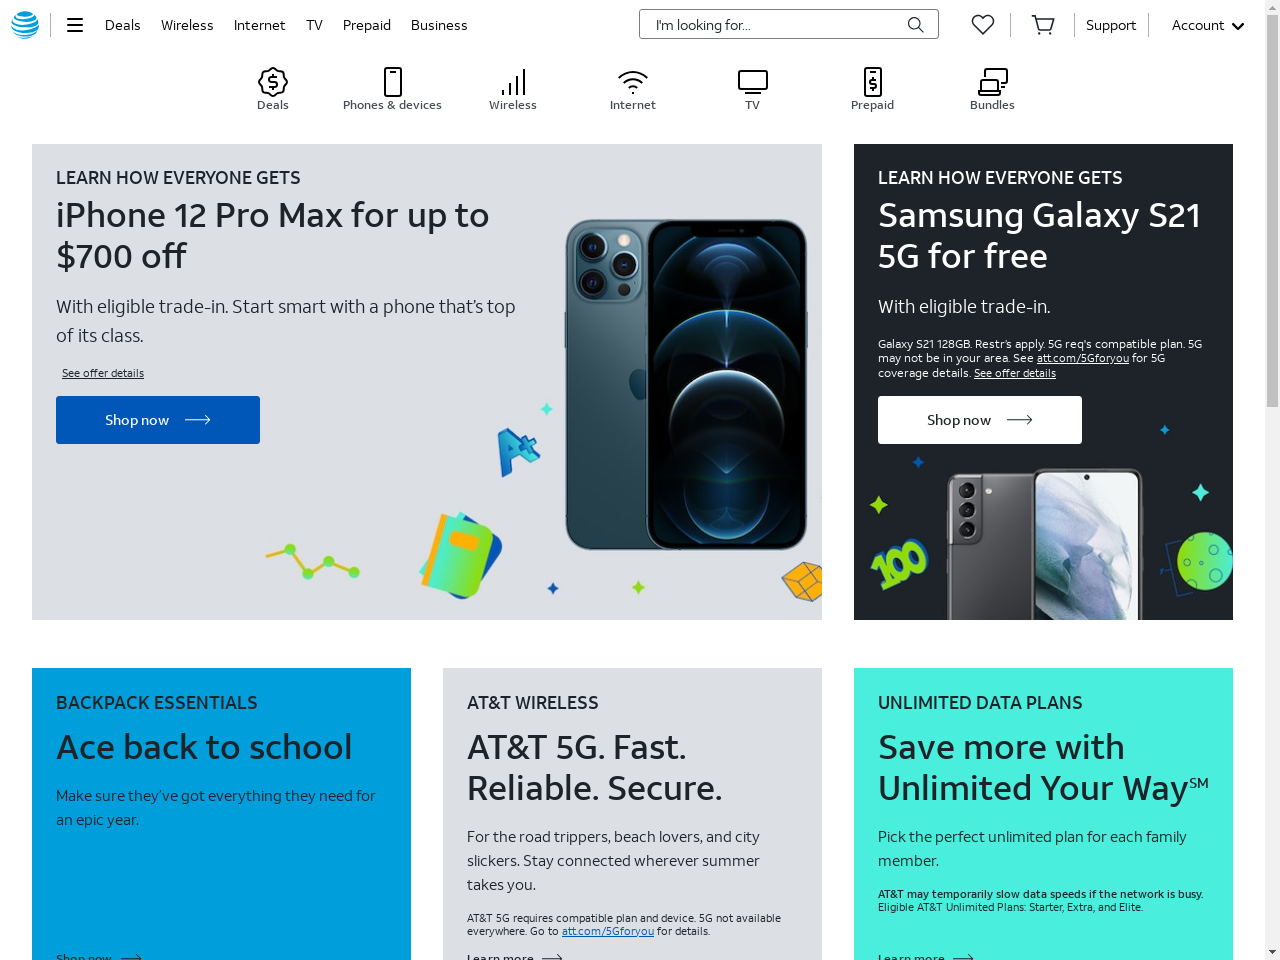 Deals Wireless Internet TV Prepaid Business
I'm looking for...
Support
Account
Deals
Phones & devices
Wireless
Internet
TV
Prepaid
Bundles
LEARN HOW EVERYONE GETS
iPhone 12 Pro Max for up to
$700 off
With eligible trade-in. Start smart with a phone that's top
of its class.
See offer details
Shop now
A+
LEARN HOW EVERYONE GETS
Samsung Galaxy S21
5G for free
With eligible trade-in.
Galaxy S21 128GB. Restr's apply. 5G req's compatible plan. 5G
may not be in your area. See att.com/5Gforyou for 5G
coverage details. See offer details
Shop now
100
BACKPACK ESSENTIALS
Ace back to school
Make sure they've got everything they need for
an epic year.
Shop now
AT&T WIRELESS
AT&T 5G. Fast.
Reliable. Secure.
For the road trippers, beach lovers, and city
slickers. Stay connected wherever summer
takes you.
AT&T 5G requires compatible plan and device. 5G not available
everywhere. Go to att.com/5Gforyou for details.
Learn more
UNLIMITED DATA PLANS
Save more with
Unlimited Your Way℠
Pick the perfect unlimited plan for each family
member.
AT&T may temporarily slow data speeds if the network is busy.
Eligible AT&T Unlimited Plans: Starter, Extra, and Elite.
Learn more